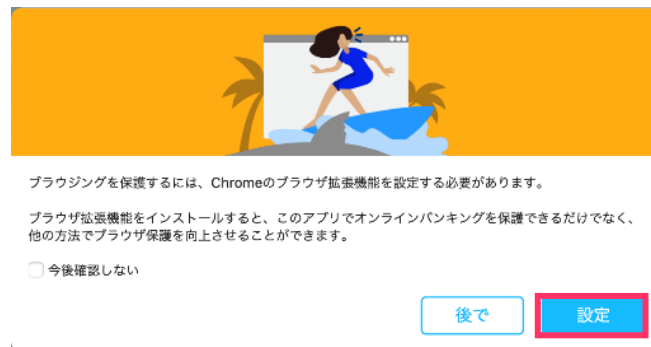 ブラウジングを保護するには、Chromeのブラウザ拡張機能を設定する必要があります。
ブラウザ拡張機能をインストールすると、このアプリでオンラインバンキングを保護できるだけでなく、
他の方法でブラウザ保護を向上させることができます。
今後確認しない
後で
設定